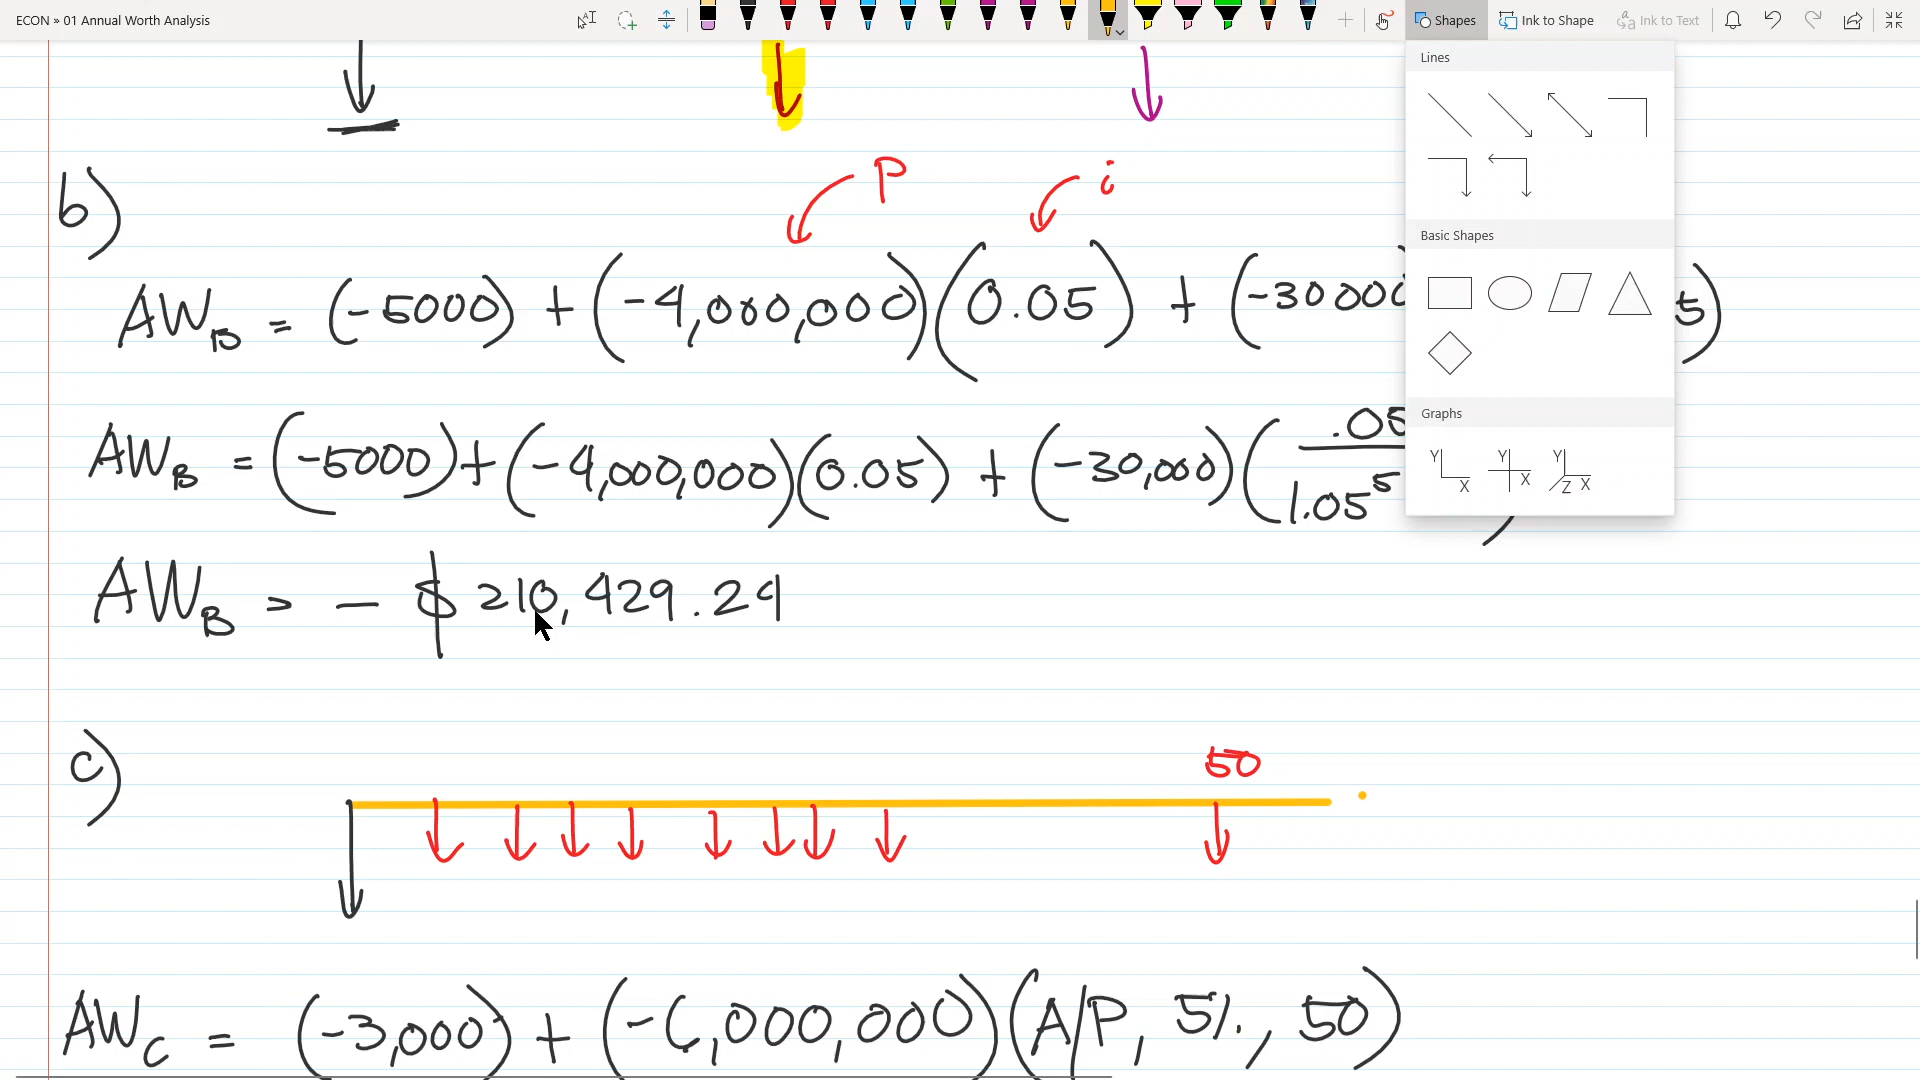 ECON » 01 Annual Worth Analysis
Shapes
Ink to Shape
Ink to Text
Lines
Basic Shapes
Graphs
Y X
Y X
Y Z X
b)
P
i
AW_B = (-5000) + (-4,000,000)(0.05) + (-30000 5)
AW_B = (-5000) + (-4,000,000)(0.05) + (-30,000)(.05 / 1.05^5 )
AW_B = - $ 210,429.24
c)
50
AW_C = (-3,000) + (-6,000,000)(A/P, 5%, 50)